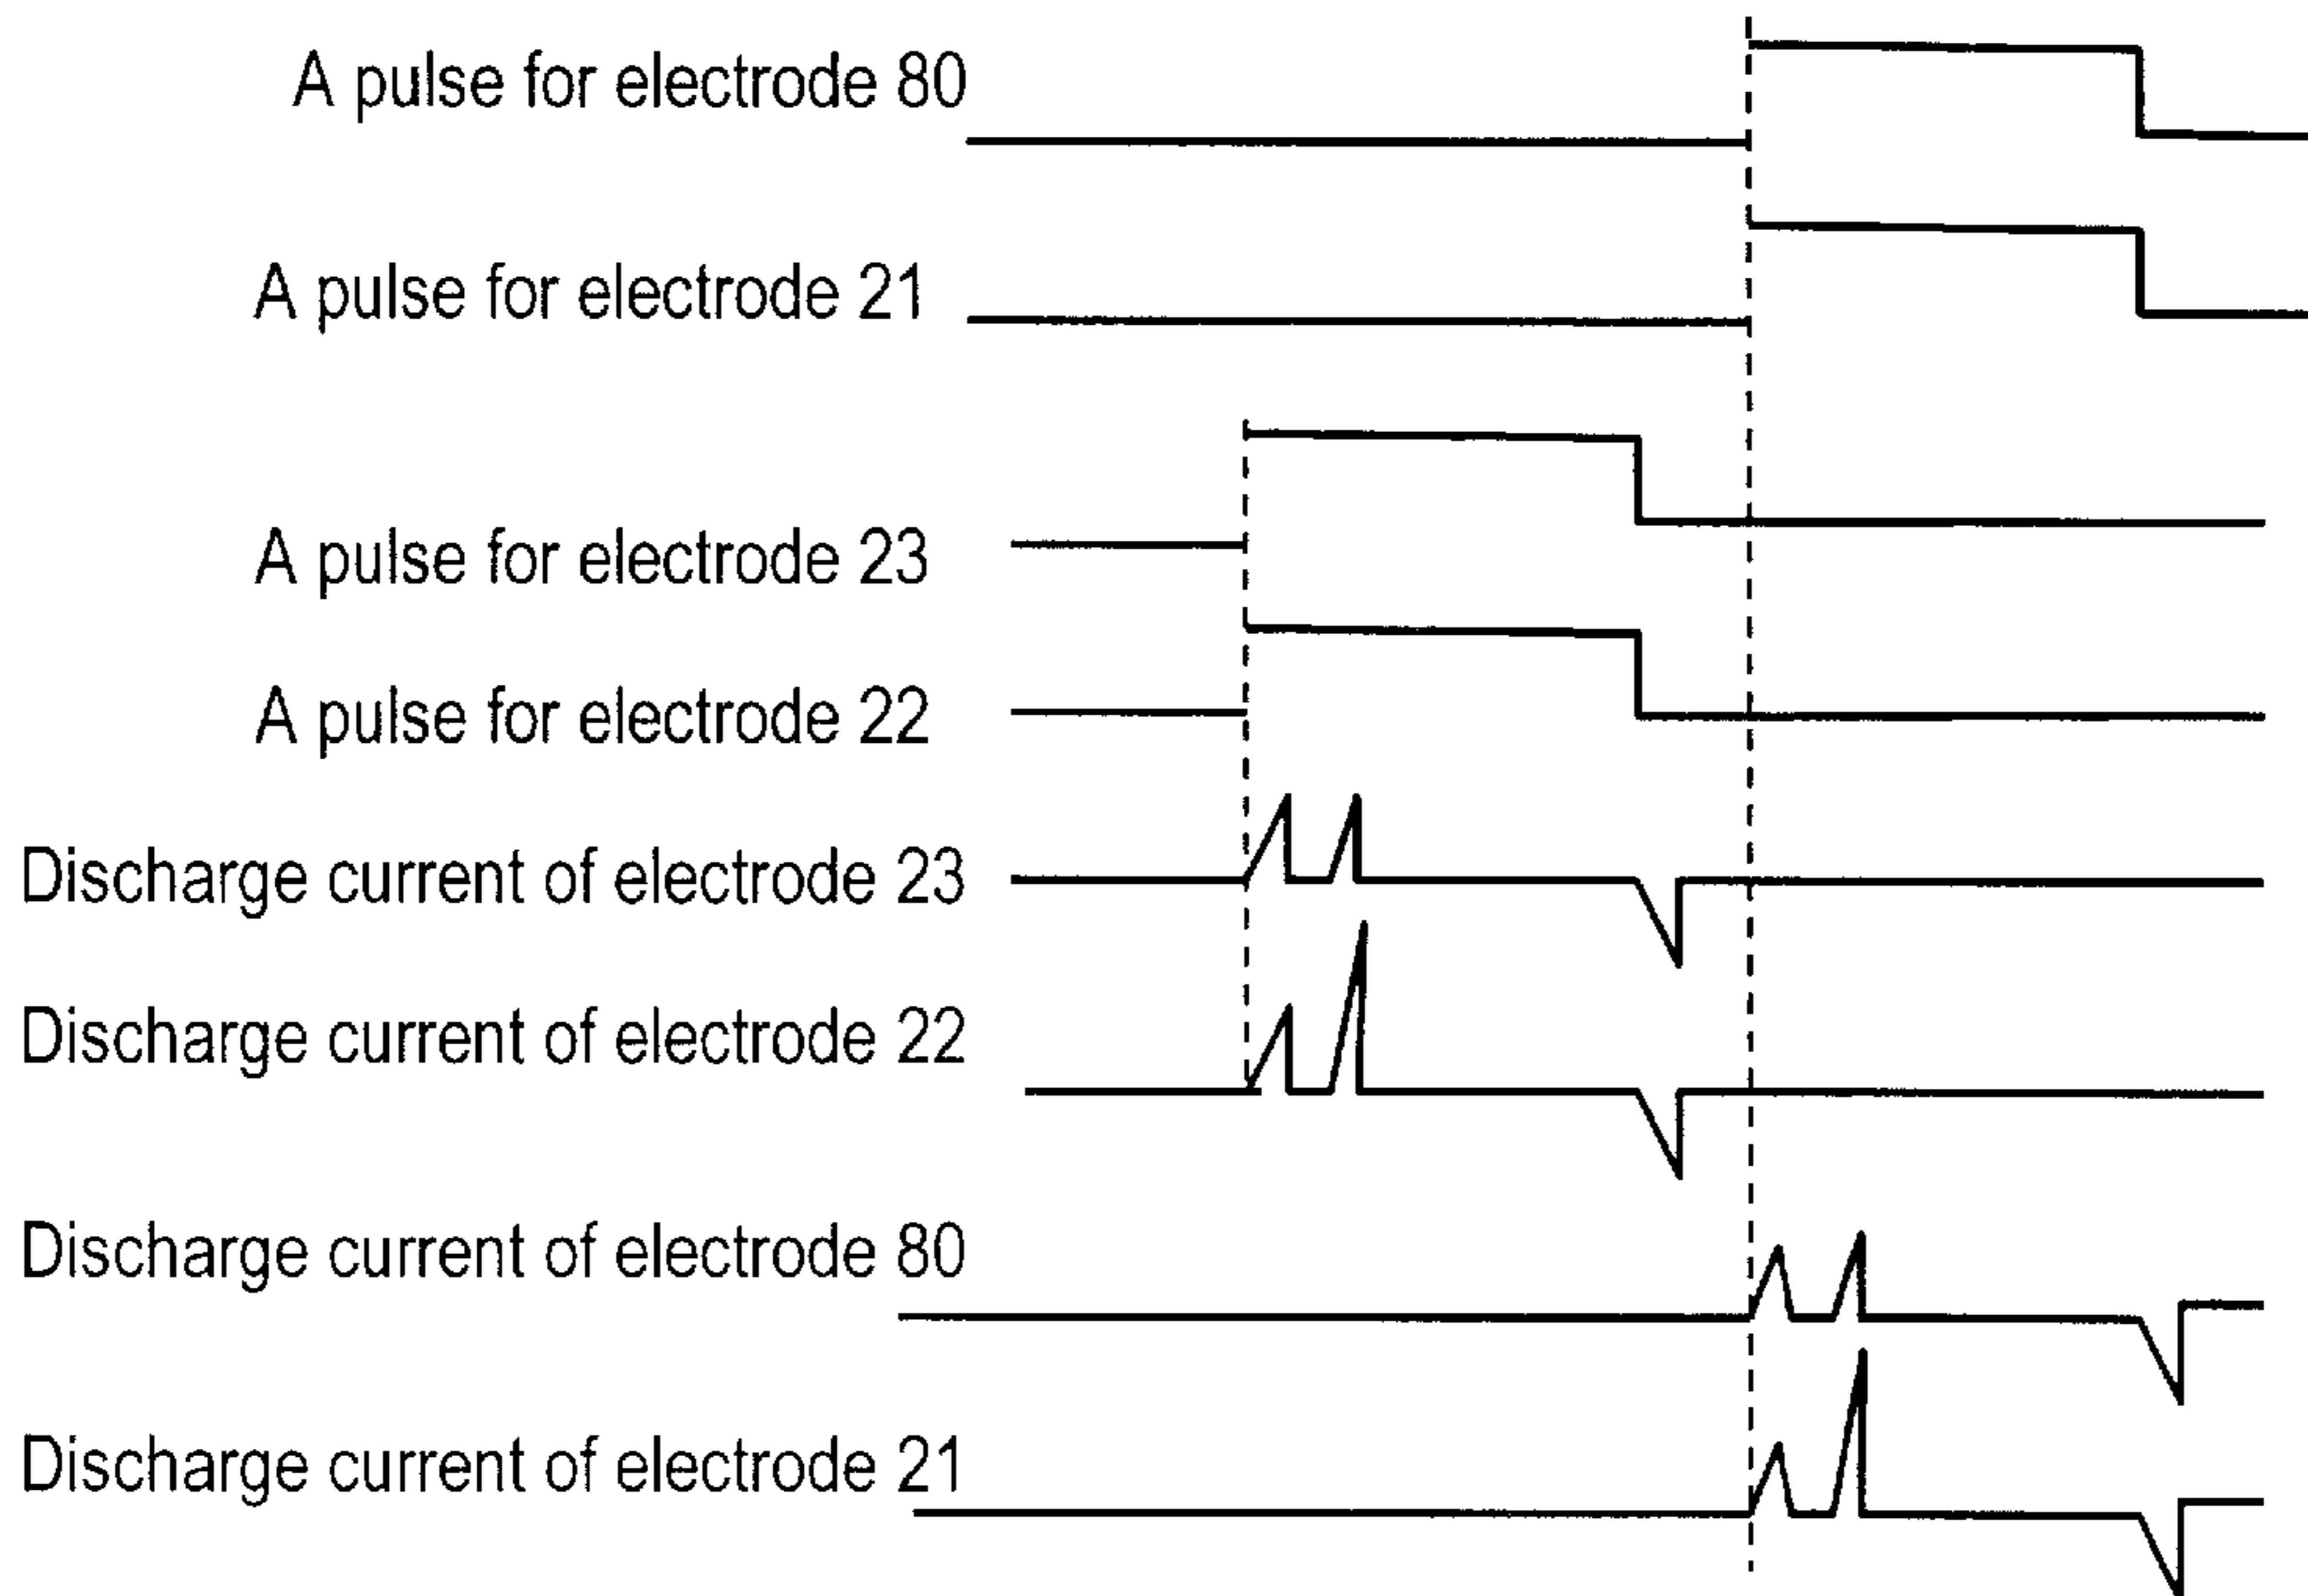 A pulse for electrode 80
A pulse for electrode 21
A pulse for electrode 23
A pulse for electrode 22
Discharge current of electrode 23
Discharge current of electrode 22
Discharge current of electrode 80
Discharge current of electrode 21